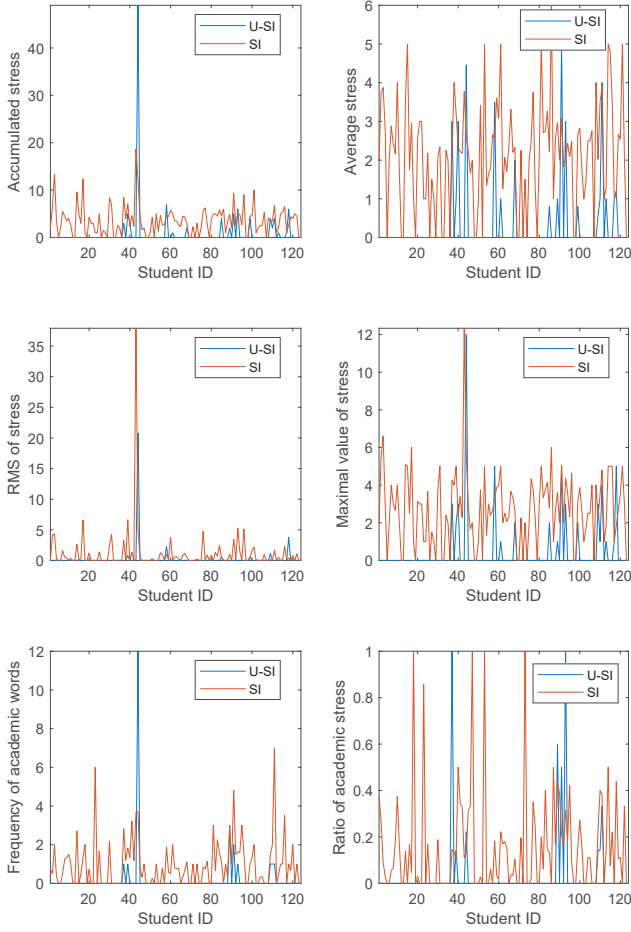 Accumulated stress
40
30
20
10
0
20 40 60 80 100 120
Student ID
U-SI
SI
Average stress
6
5
4
3
2
1
0
20 40 60 80 100 120
Student ID
U-SI
SI
RMS of stress
35
30
25
20
15
10
5
0
20 40 60 80 100 120
Student ID
U-SI
SI
Maximal value of stress
12
10
8
6
4
2
0
20 40 60 80 100 120
Student ID
U-SI
SI
Frequency of academic words
12
10
8
6
4
2
0
20 40 60 80 100 120
Student ID
U-SI
SI
Ratio of academic stress
1
0.8
0.6
0.4
0.2
0
20 40 60 80 100 120
Student ID
U-SI
SI